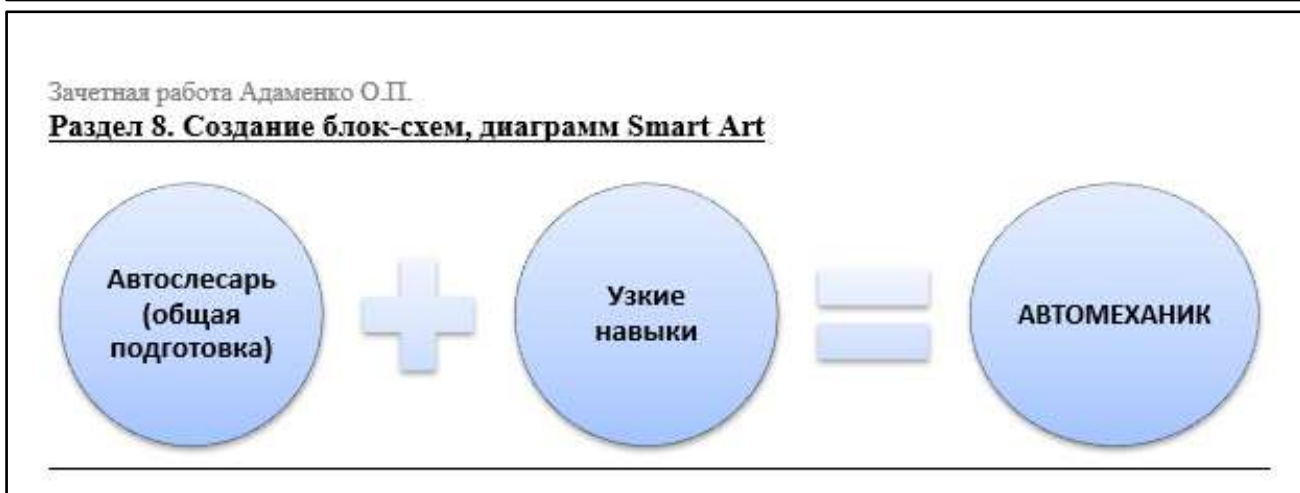 Зачетная работа Адаменко О.П.
Раздел 8. Создание блок-схем, диаграмм Smart Art
Автослесарь
(общая
подготовка)
Узкие
навыки
АВТОМЕХАНИК